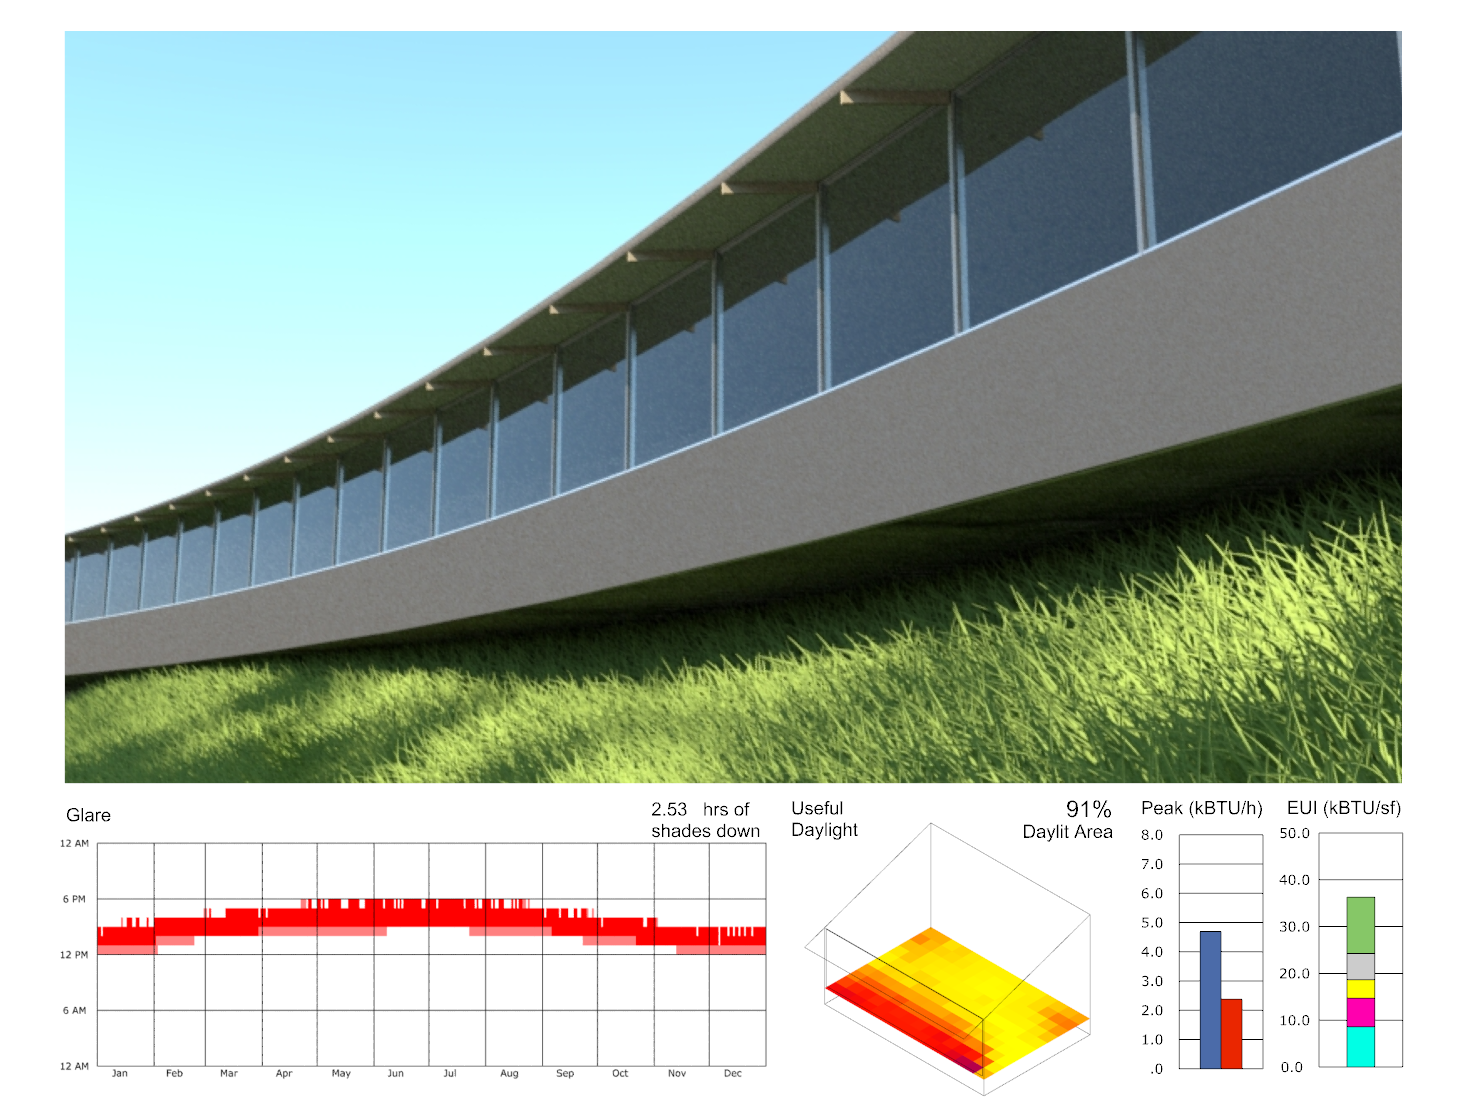 Glare
2.53 hrs of
shades down
12 AM
6 PM
12 PM
6 AM
12 AM
Jan Feb Mar Apr May Jun Jul Aug Sep Oct Nov Dec
Useful
Daylight
91%
Daylit Area
Peak (kBTU/h)
8.0
7.0
6.0
5.0
4.0
3.0
2.0
1.0
.0
EUI (kBTU/sf)
50.0
40.0
30.0
20.0
10.0
0.0